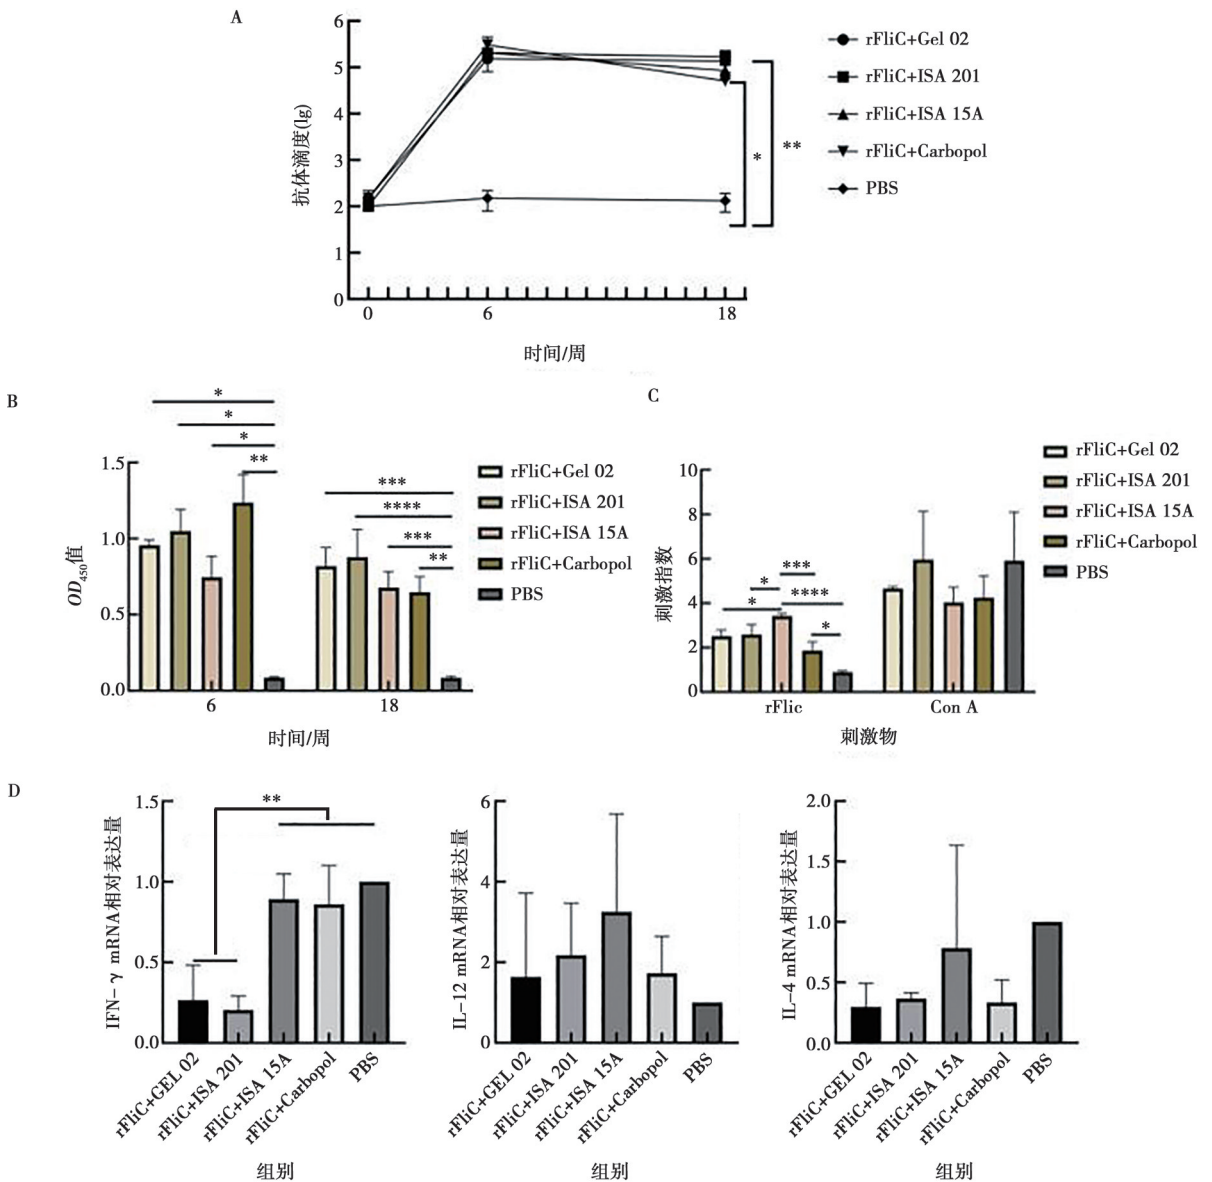 A
6
5
4
3
2
1
0
抗体滴度(lg)
0 6 18
时间/周
* **
rFliC+Gel 02
rFliC+ISA 201
rFliC+ISA 15A
rFliC+Carbopol
PBS
B
OD450值
1.5
1.0
0.5
0.0
*
*
*
**
***
****
***
**
6 18
时间/周
rFliC+Gel 02
rFliC+ISA 201
rFliC+ISA 15A
rFliC+Carbopol
PBS
C
刺激指数
10
8
6
4
2
0
***
*
****
*
*
rFlic Con A
刺激物
rFliC+Gel 02
rFliC+ISA 201
rFliC+ISA 15A
rFliC+Carbopol
PBS
D
IFN-γ mRNA相对表达量
1.5
1.0
0.5
0.0
**
rFliC+GEL 02
rFliC+ISA 201
rFliC+ISA 15A
rFliC+Carbopol
PBS
组别
IL-12 mRNA相对表达量
6
4
2
0
rFliC+GEL 02
rFliC+ISA 201
rFliC+ISA 15A
rFliC+Carbopol
PBS
组别
IL-4 mRNA相对表达量
2.0
1.5
1.0
0.5
0.0
rFliC+GEL 02
rFliC+ISA 201
rFliC+ISA 15A
rFliC+Carbopol
PBS
组别